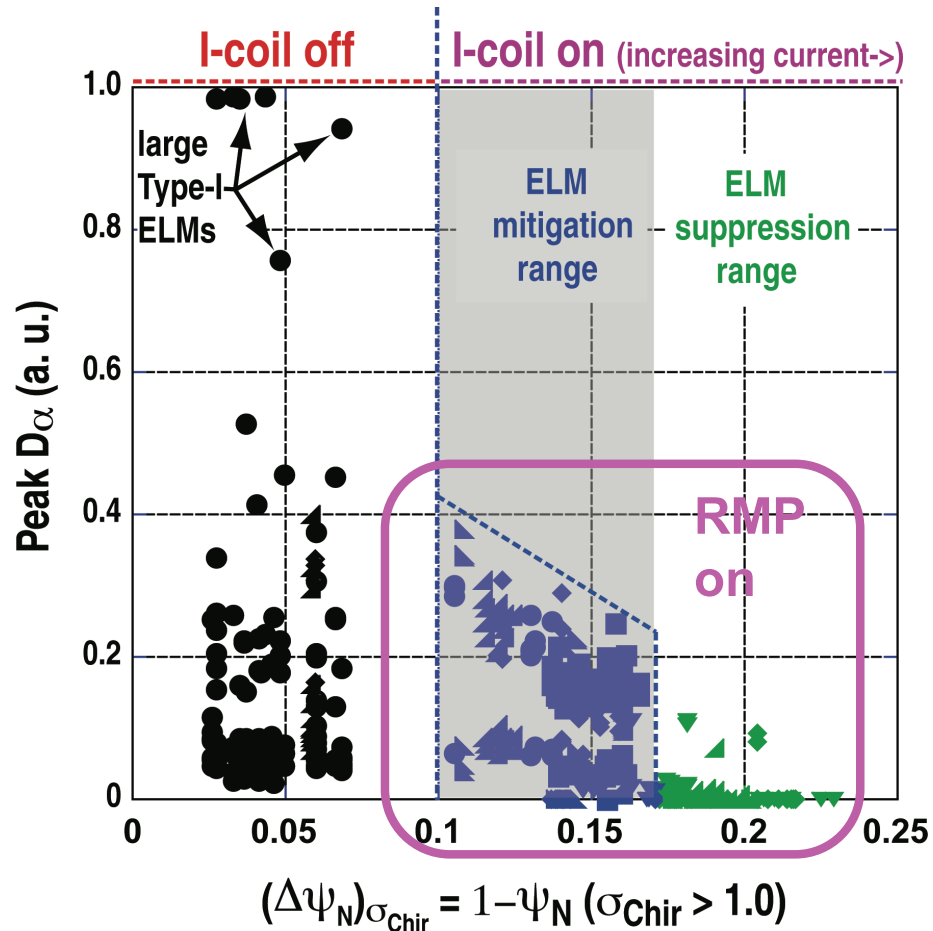 I-coil off
I-coil on (increasing current->)
1.0
large
Type-I
ELMs
ELM
mitigation
range
ELM
suppression
range
0.8
0.6
0.4
0.2
0
Peak Dα (a. u.)
RMP
on
0
0.05
0.1
0.15
0.2
0.25
(ΔψN)σChir = 1−ψN (σChir > 1.0)